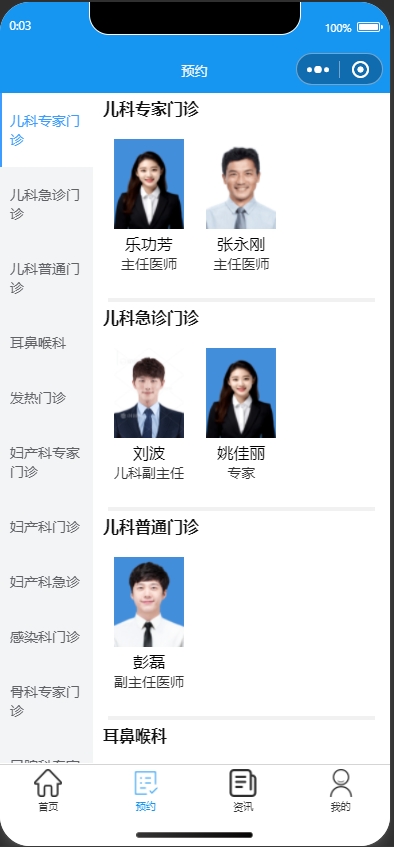 0:03
100%
预约
儿科专家门
诊
儿科急诊门
诊
儿科普通门
诊
耳鼻喉科
发热门诊
妇产科专家
门诊
妇产科门诊
妇产科急诊
感染科门诊
骨科专家门
诊
儿科专家门诊
乐功芳
张永刚
主任医师
主任医师
儿科急诊门诊
刘波
姚佳丽
儿科副主任
专家
儿科普通门诊
彭磊
副主任医师
耳鼻喉科
首页
预约
资讯
我的